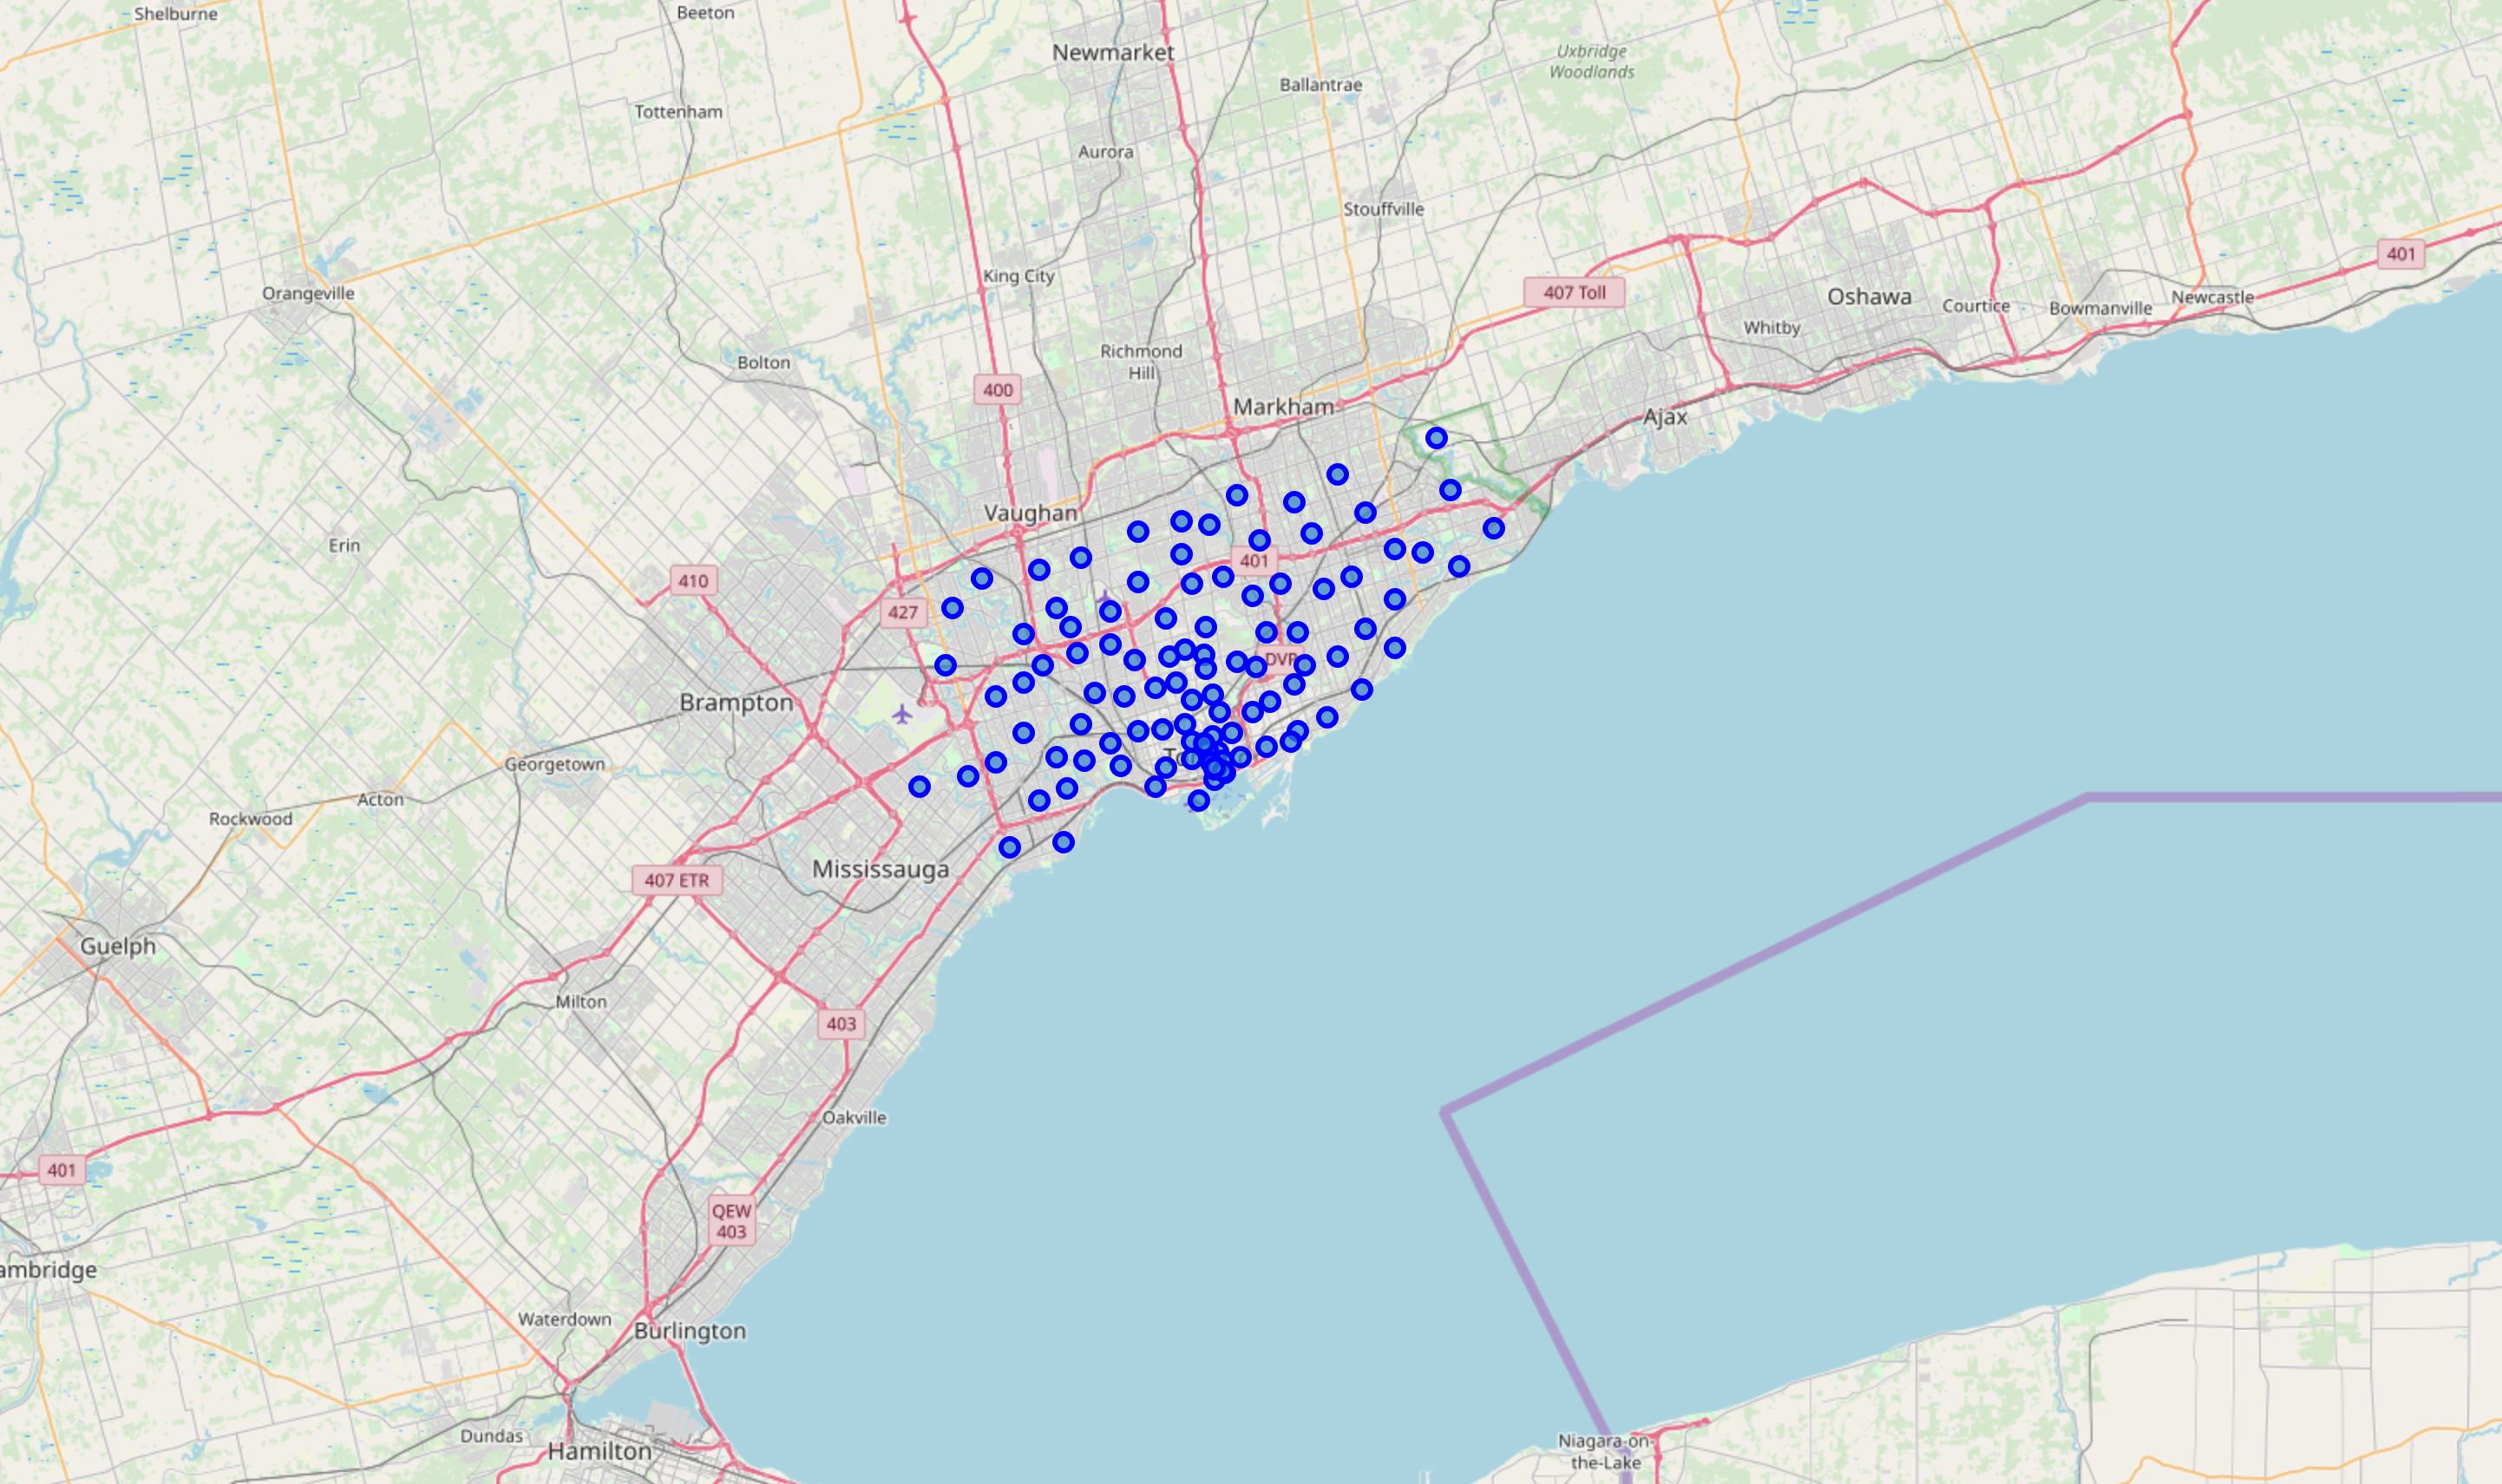 Shelburne
Beeton
Newmarket
Uxbridge
Woodlands
Ballantrae
Tottenham
Aurora
Stouffville
401
King City
407 Toll
Orangeville
Oshawa
Courtice
Bowmanville
Newcastle
Whitby
Richmond
Hill
Bolton
400
Markham
Ajax
Vaughan
Erin
401
410
427
DVP
Brampton
Georgetown
Acton
Rockwood
Mississauga
407 ETR
Guelph
Milton
403
Oakville
401
QEW
403
ambridge
Waterdown
Burlington
Dundas
Hamilton
Niagara-on-
the-Lake